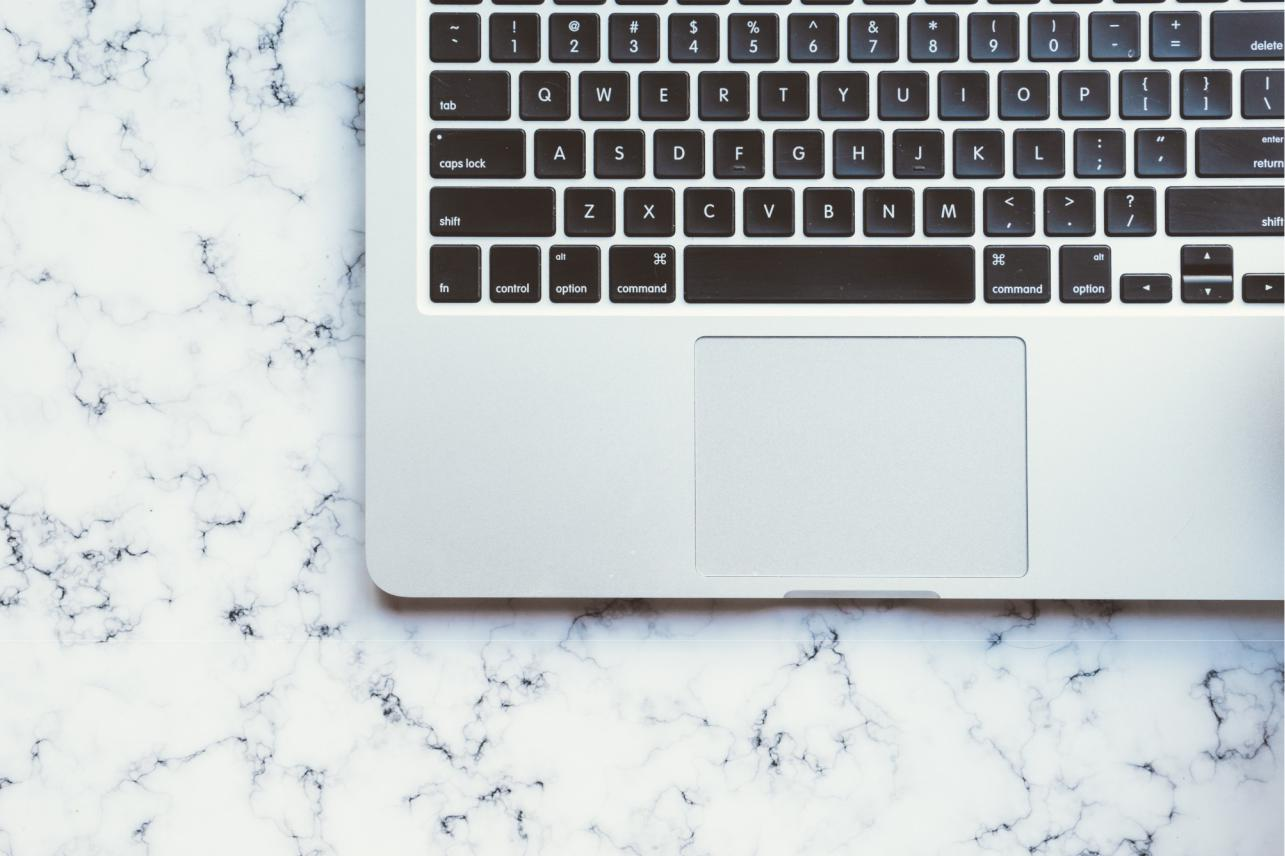 ~ ! @ # $ % ^ & * ( ) — +
` 1 2 3 4 5 6 7 8 9 0 - = delete
tab Q W E R T Y U I O P { [ } ] | \
caps lock A S D F G H J K L : ; “ ‘ enter return
shift Z X C V B N M < , > . ? / shift
fn control alt option ⌘ command ⌘ command alt option ◄ ▲ ▼ ►